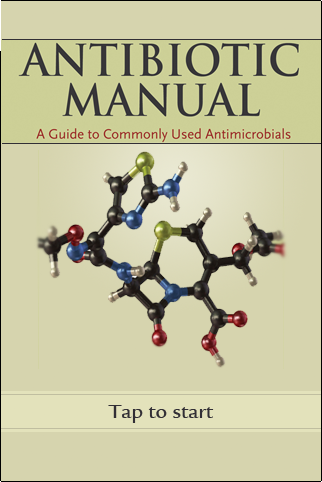 ANTIBIOTIC
MANUAL
A Guide to Commonly Used Antimicrobials
Tap to start